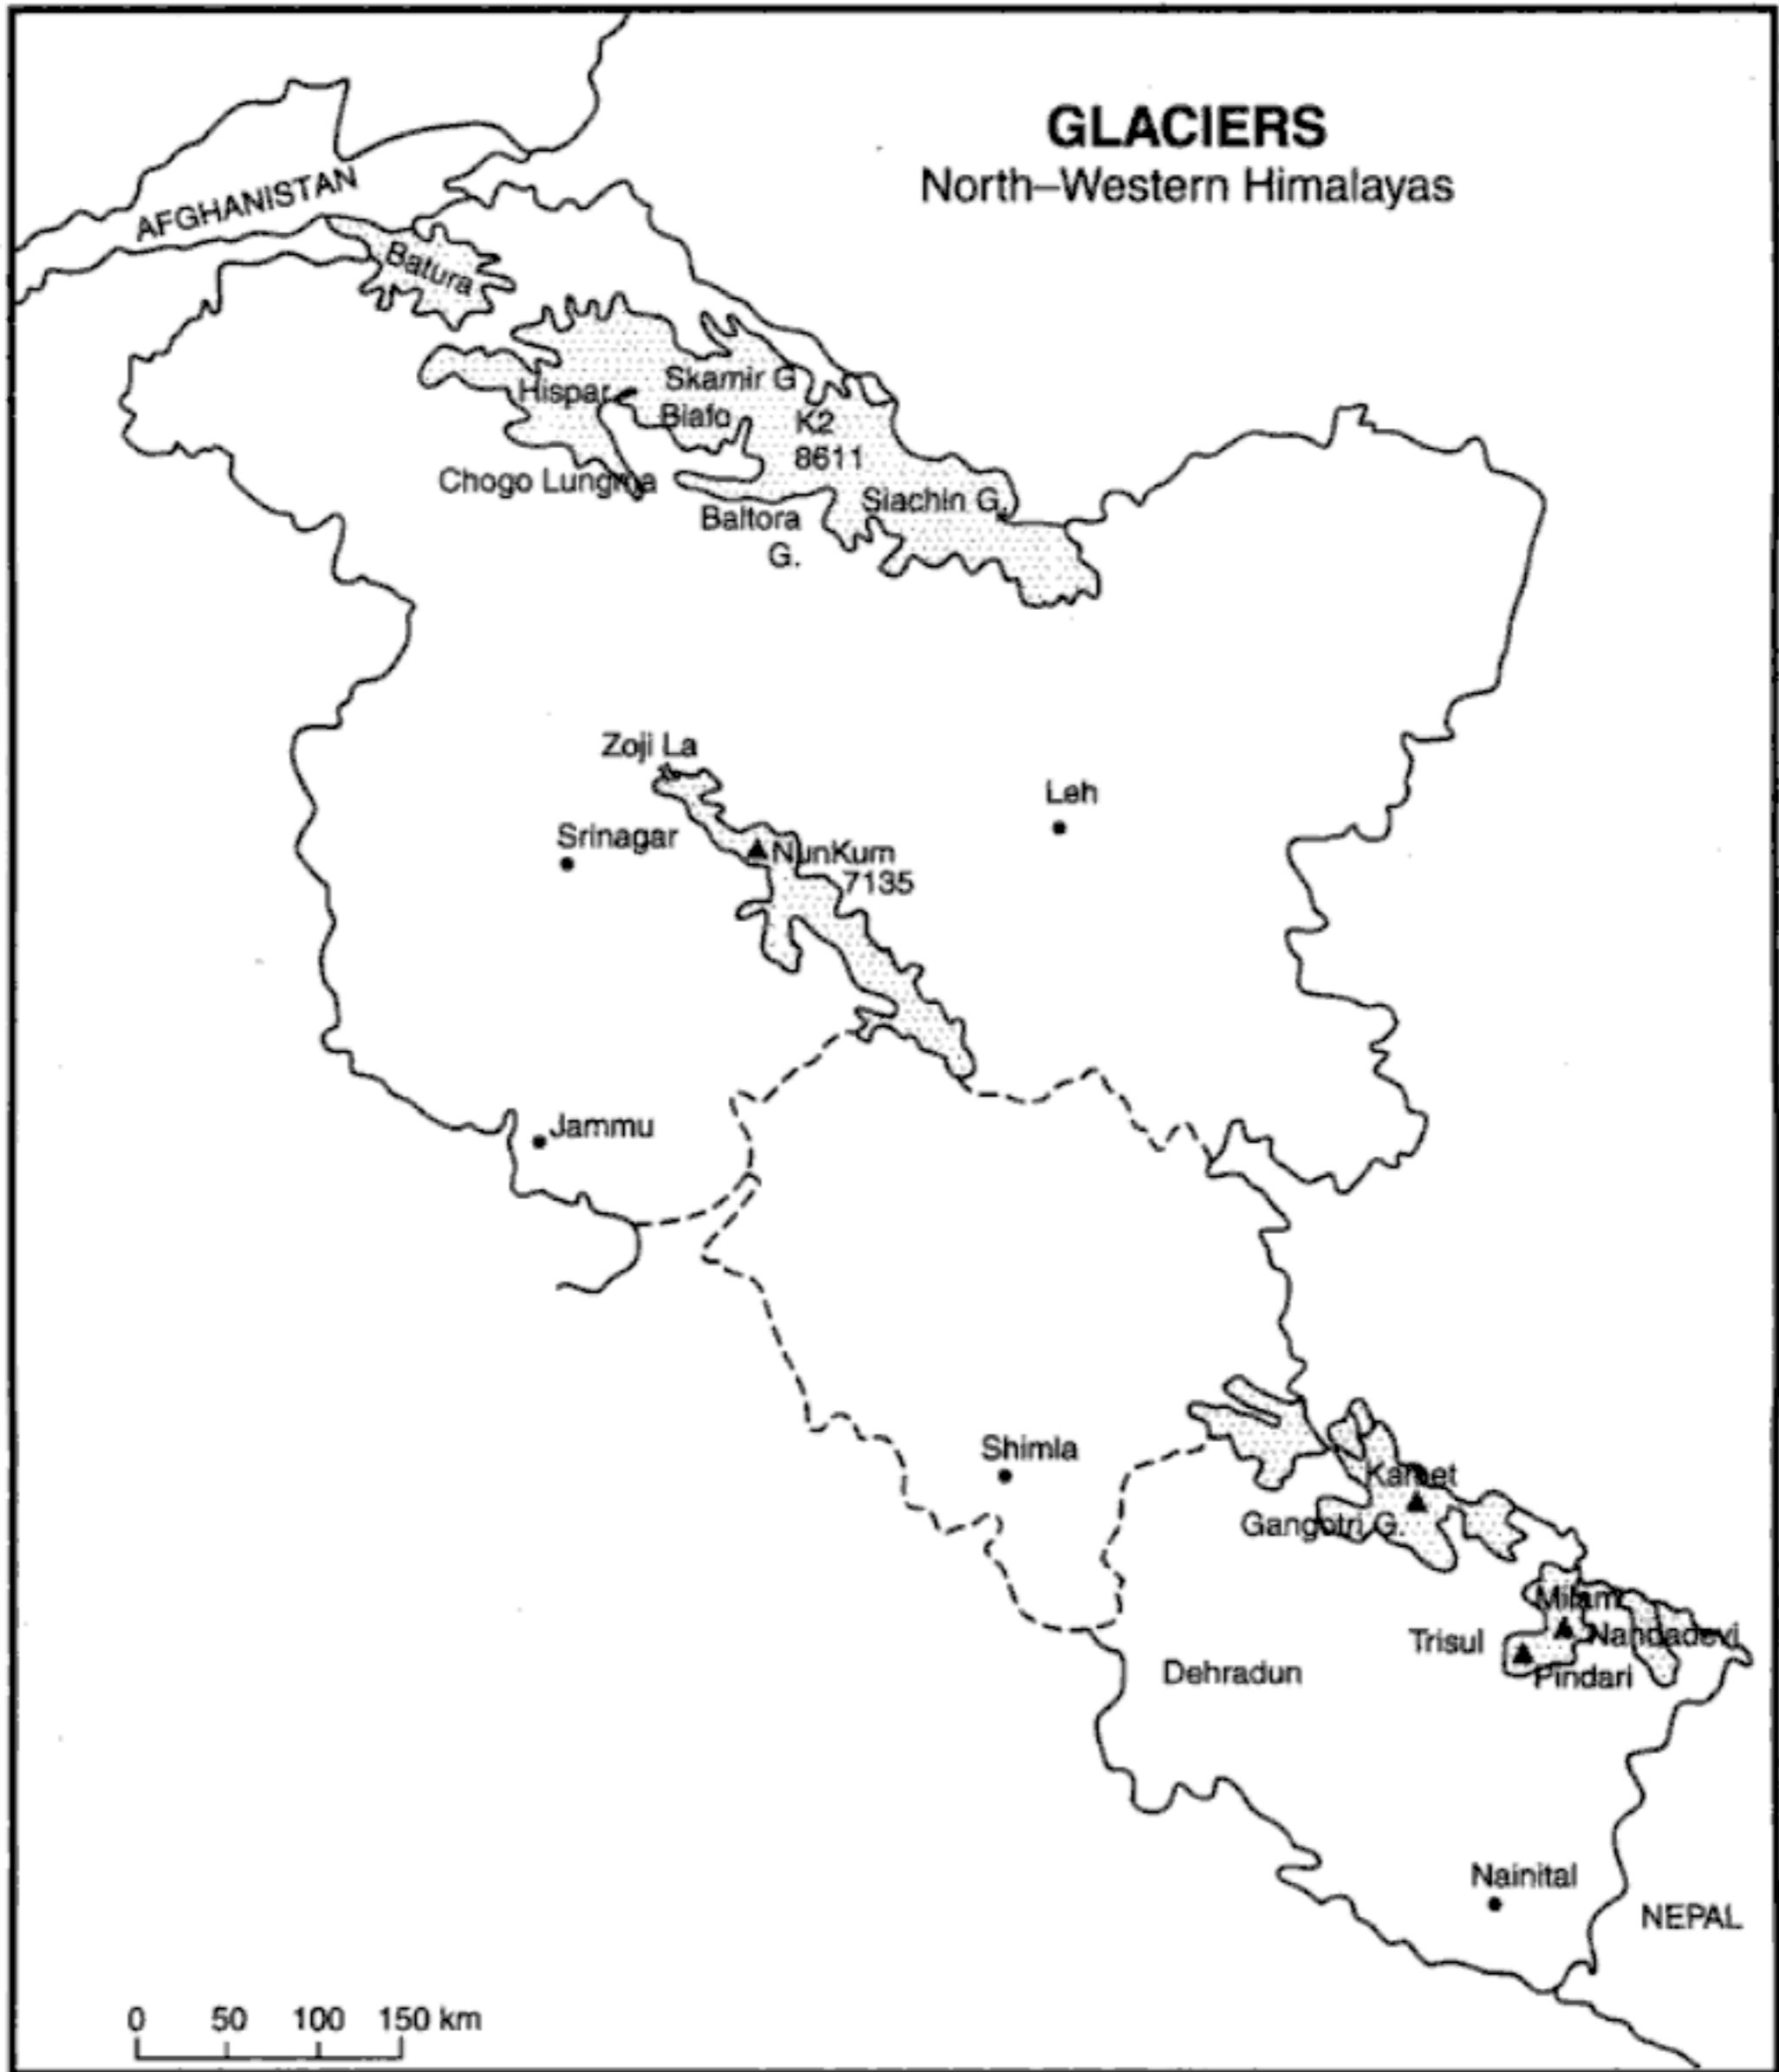 GLACIERS
North–Western Himalayas
AFGHANISTAN
Batura
Skamir G
Hispar
Biafo
K2
8611
Chogo Lungma
Siachin G.
Baltora
G.
Zoji La
Leh
Srinagar
NunKum
7135
Jammu
Shimla
Kamet
Gangotri G.
Milam
Trisul
Nandadevi
Pindari
Dehradun
Nainital
NEPAL
0 50 100 150 km